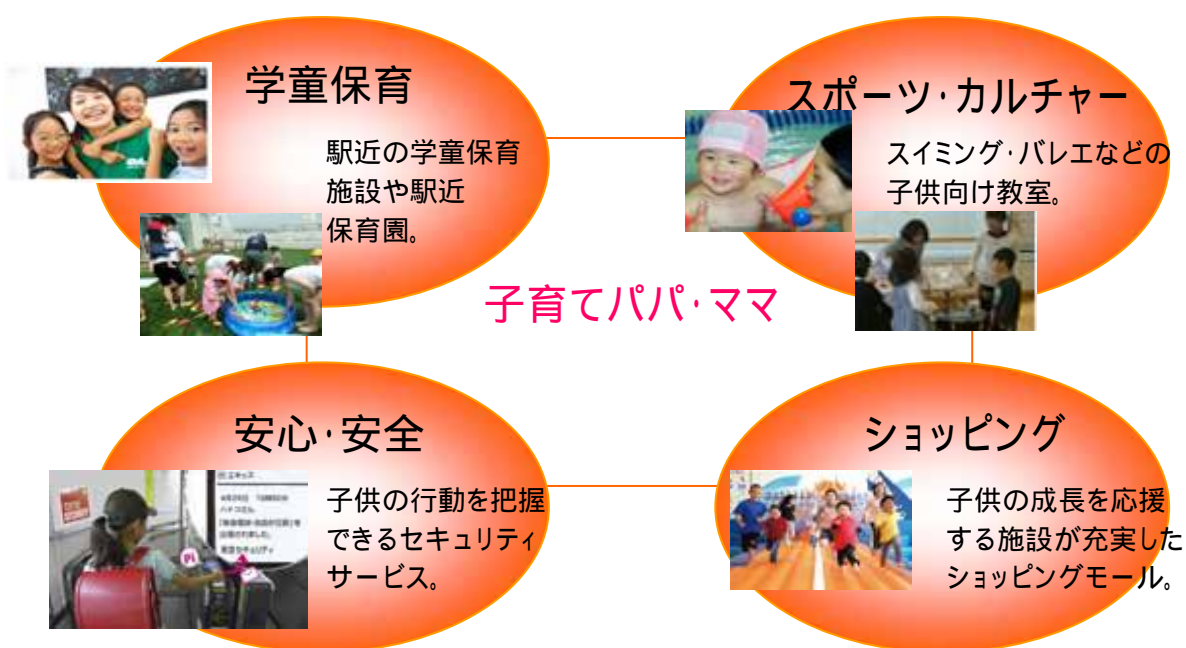 学童保育
駅近の学童保育
施設や駅近
保育園。
スポーツ・カルチャー
スイミング・バレエなどの
子供向け教室。
子育てパパ・ママ
安心・安全
子供の行動を把握
できるセキュリティ
サービス。
Pi
ショッピング
子供の成長を応援
する施設が充実した
ショッピングモール。